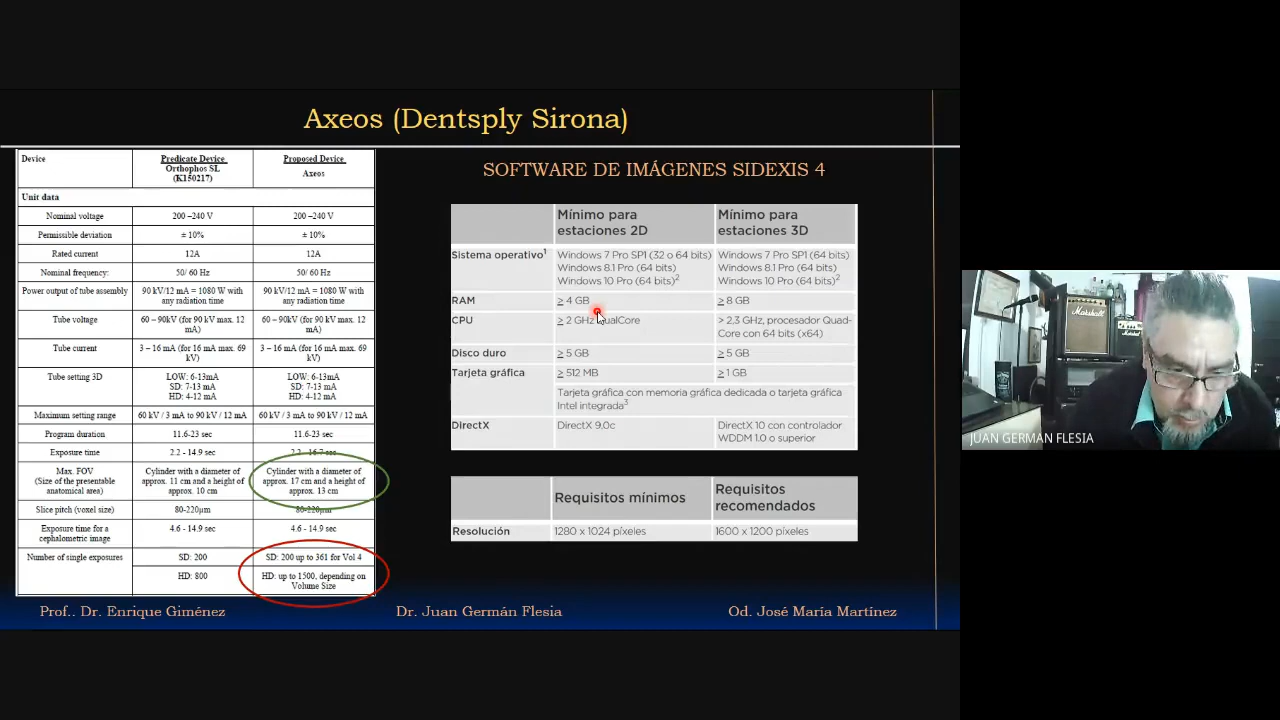 Axeos (Dentsply Sirona)
Device
Predicate Device
Orthophos SL
(K150217)
Proposed Device
Axeos
Unit data
Nominal voltage
200 –240 V
200 –240 V
Permissible deviation
± 10%
± 10%
Rated current
12A
12A
Nominal frequency:
50/ 60 Hz
50/ 60 Hz
Power output of tube assembly
90 kV/12 mA = 1080 W with
any radiation time
90 kV/12 mA = 1080 W with
any radiation time
Tube voltage
60 – 90kV (for 90 kV max. 12
mA)
60 – 90kV (for 90 kV max. 12
mA)
Tube current
3 – 16 mA (for 16 mA max. 69
kV)
3 – 16 mA (for 16 mA max. 69
kV)
Tube setting 3D
LOW: 6-13mA
SD: 7-13 mA
HD: 4-12 mA
LOW: 6-13mA
SD: 7-13 mA
HD: 4-12 mA
Maximum setting range
60 kV / 3 mA to 90 kV / 12 mA
60 kV / 3 mA to 90 kV / 12 mA
Program duration
11.6-23 sec
11.6-23 sec
Exposure time
2.2 - 14.9 sec
2.2 - 16.7 sec
Max. FOV
(Size of the presentable
anatomical area)
Cylinder with a diameter of
approx. 11 cm and a height of
approx. 10 cm
Cylinder with a diameter of
approx. 17 cm and a height of
approx. 13 cm
Slice pitch (voxel size)
80-220µm
80-220µm
Exposure time for a
cephalometric image
4.6 - 14.9 sec
4.6 - 14.9 sec
Number of single exposures
SD: 200
SD: 200 up to 361 for Vol 4
HD: 800
HD: up to 1500, depending on
Volume Size
SOFTWARE DE IMÁGENES SIDEXIS 4
Mínimo para
estaciones 2D
Mínimo para
estaciones 3D
Sistema operativo1
Windows 7 Pro SP1 (32 o 64 bits)
Windows 8.1 Pro (64 bits)
Windows 10 Pro (64 bits)2
Windows 7 Pro SP1 (64 bits)
Windows 8.1 Pro (64 bits)
Windows 10 Pro (64 bits)2
RAM
≥ 4 GB
≥ 8 GB
CPU
≥ 2 GHz DualCore
> 2,3 GHz, procesador Quad-
Core con 64 bits (x64)
Disco duro
≥ 5 GB
≥ 5 GB
Tarjeta gráfica
≥ 512 MB
≥ 1 GB
Tarjeta gráfica con memoria gráfica dedicada o tarjeta gráfica
Intel integrada3
DirectX
DirectX 9.0c
DirectX 10 con controlador
WDDM 1.0 o superior
Requisitos mínimos
Requisitos
recomendados
Resolución
1280 x 1024 píxeles
1600 x 1200 píxeles
Prof.. Dr. Enrique Giménez
Dr. Juan Germán Flesia
Od. José María Martínez
Marshall
JUAN GERMAN FLESIA